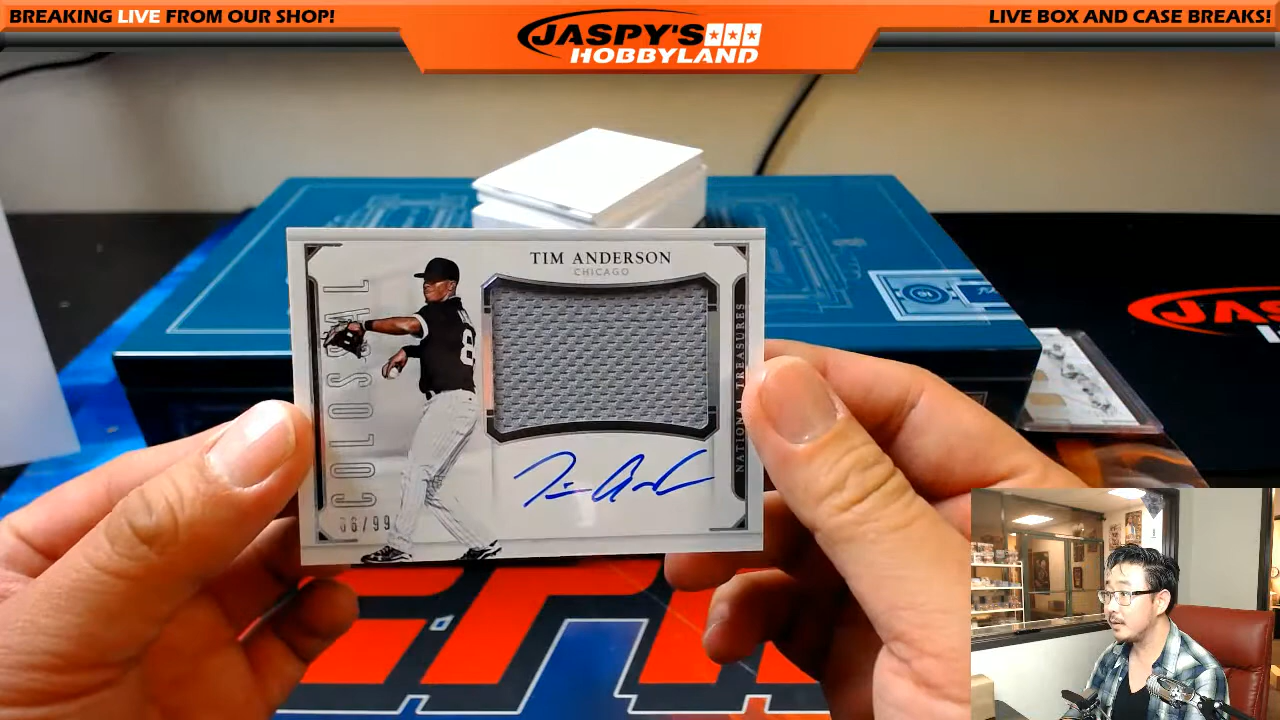 BREAKING LIVE FROM OUR SHOP!
JASPY'S
HOBBYLAND
LIVE BOX AND CASE BREAKS!
TIM ANDERSON
CHICAGO
COLOSSAL
NATIONAL TREASURES
8
/99